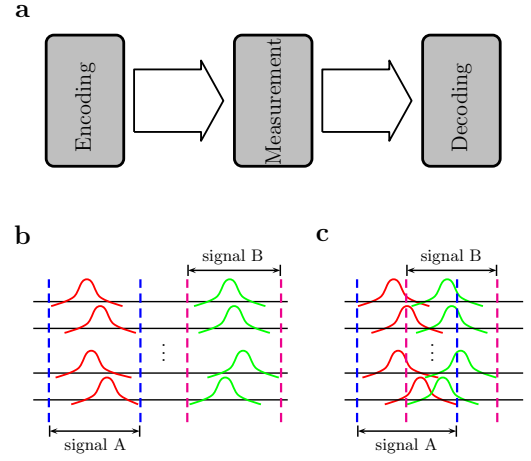 a
Encoding
Measurement
Decoding
b
signal B
signal A
c
signal B
signal A